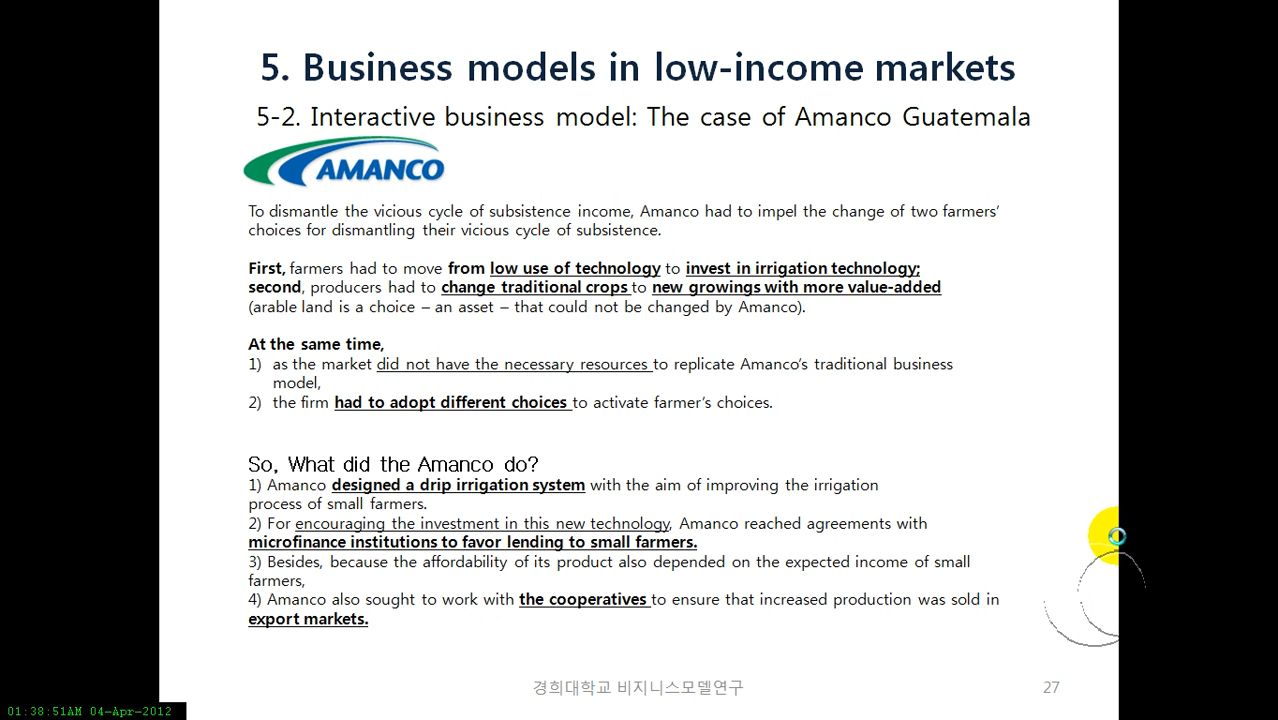 5. Business models in low-income markets
5-2. Interactive business model: The case of Amanco Guatemala
AMANCO
To dismantle the vicious cycle of subsistence income, Amanco had to impel the change of two farmers'
choices for dismantling their vicious cycle of subsistence.
First, farmers had to move from low use of technology to invest in irrigation technology;
second, producers had to change traditional crops to new growings with more value-added
(arable land is a choice – an asset – that could not be changed by Amanco).
At the same time,
1) as the market did not have the necessary resources to replicate Amanco's traditional business
model,
2) the firm had to adopt different choices to activate farmer's choices.
So, What did the Amanco do?
1) Amanco designed a drip irrigation system with the aim of improving the irrigation
process of small farmers.
2) For encouraging the investment in this new technology, Amanco reached agreements with
microfinance institutions to favor lending to small farmers.
3) Besides, because the affordability of its product also depended on the expected income of small
farmers,
4) Amanco also sought to work with the cooperatives to ensure that increased production was sold in
export markets.
경희대학교 비지니스모델연구
27
01:38:51AM 04-Apr-2012